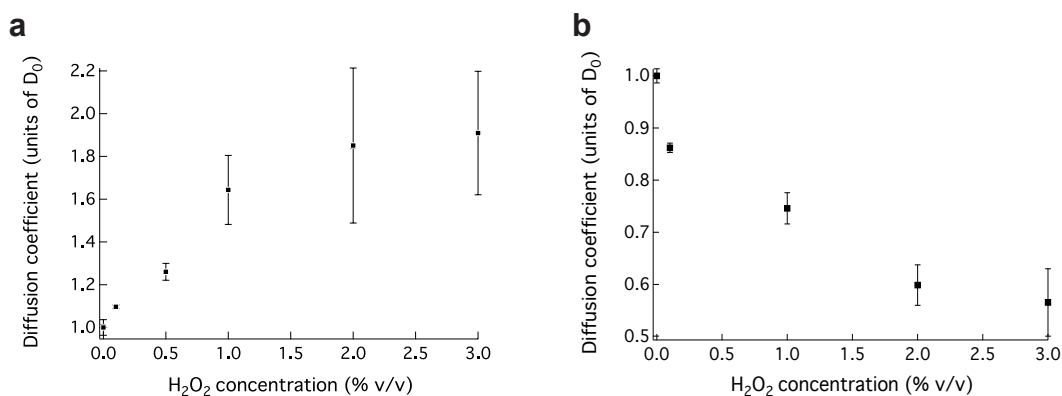 a
Diffusion coefficient (units of D₀)
2.2
2.0
1.8
1.6
1.4
1.2
1.0
0.0 0.5 1.0 1.5 2.0 2.5 3.0
H₂O₂ concentration (% v/v)
b
Diffusion coefficient (units of D₀)
1.0
0.9
0.8
0.7
0.6
0.5
0.0 0.5 1.0 1.5 2.0 2.5 3.0
H₂O₂ concentration (% v/v)